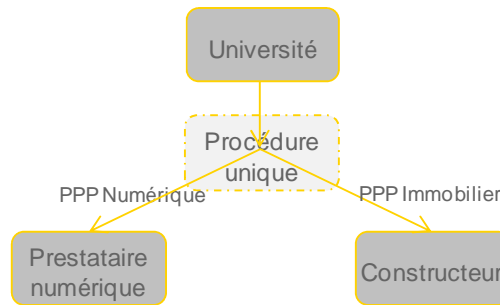 Université
Procédure
unique
PPP Numérique
PPP Immobilier
Prestataire
numérique
Constructeur